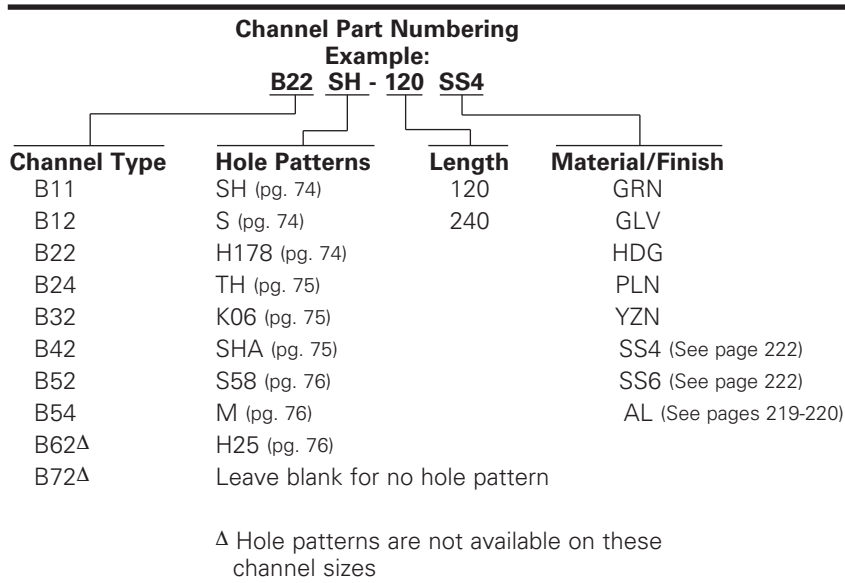 Channel Part Numbering
Example:
B22 SH - 120 SS4
Channel Type Hole Patterns Length Material/Finish
B11 SH (pg. 74) 120 GRN
B12 S (pg. 74) 240 GLV
B22 H178 (pg. 74) HDG
B24 TH (pg. 75) PLN
B32 K06 (pg. 75) YZN
B42 SHA (pg. 75) SS4 (See page 222)
B52 S58 (pg. 76) SS6 (See page 222)
B54 M (pg. 76) AL (See pages 219-220)
B62Δ H25 (pg. 76)
B72Δ Leave blank for no hole pattern
Δ Hole patterns are not available on these
channel sizes